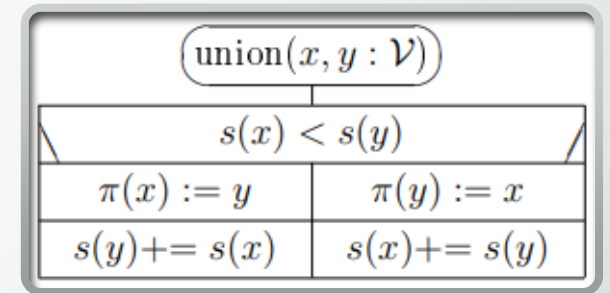 union(x, y : 𝒱)
s(x) < s(y)
π(x) := y π(y) := x
s(y)+= s(x) s(x)+= s(y)